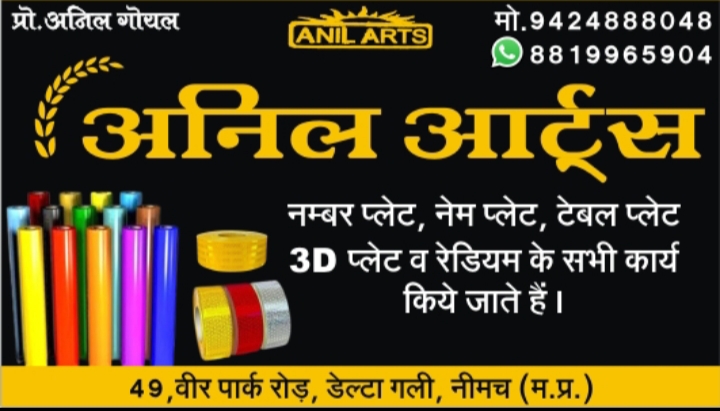 प्रो.अनिल गोयल
ANIL ARTS
मो.9424888048
8819965904
अनिल आर्ट्स
नम्बर प्लेट, नेम प्लेट, टेबल प्लेट
3D प्लेट व रेडियम के सभी कार्य
किये जाते हैं।
49,वीर पार्क रोड़, डेल्टा गली, नीमच (म.प्र.)